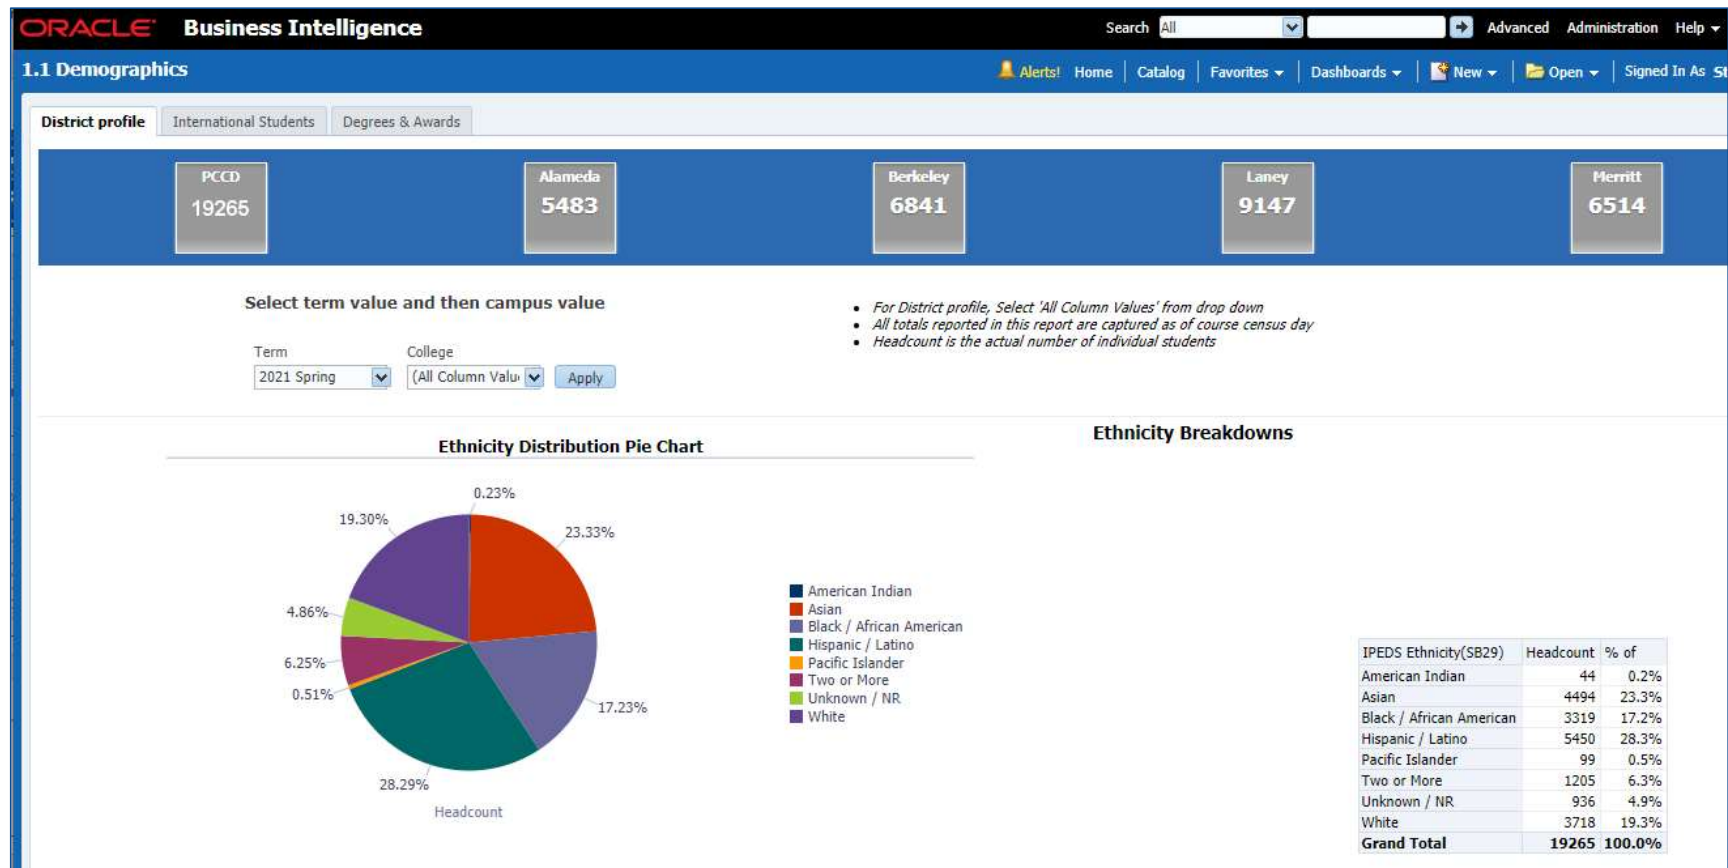 ORACLE Business Intelligence
Search All Advanced Administration Help
1.1 Demographics
Alerts! Home Catalog Favorites Dashboards New Open Signed In As St
District profile International Students Degrees & Awards
PCCD Alameda Berkeley Laney Merritt
19265 5483 6841 9147 6514
Select term value and then campus value
• For District profile, Select 'All Column Values' from drop down
• All totals reported in this report are captured as of course census day
• Headcount is the actual number of individual students
Term College
2021 Spring (All Column Valu Apply
Ethnicity Distribution Pie Chart
Ethnicity Breakdowns
0.23%
19.30%
23.33%
4.86%
6.25%
0.51%
17.23%
28.29%
Headcount
American Indian
Asian
Black / African American
Hispanic / Latino
Pacific Islander
Two or More
Unknown / NR
White
IPEDS Ethnicity(SB29) Headcount % of
American Indian 44 0.2%
Asian 4494 23.3%
Black / African American 3319 17.2%
Hispanic / Latino 5450 28.3%
Pacific Islander 99 0.5%
Two or More 1205 6.3%
Unknown / NR 936 4.9%
White 3718 19.3%
Grand Total 19265 100.0%